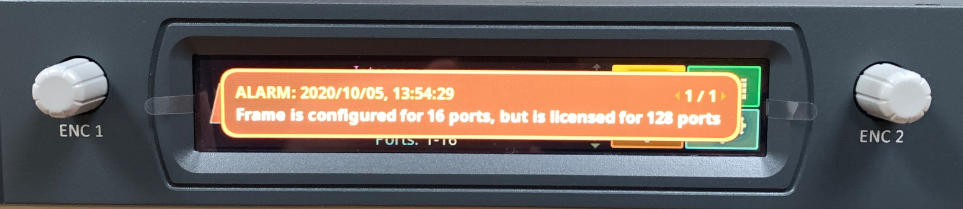 ALARM: 2020/10/05, 13:54:29
1 / 1
Frame is configured for 16 ports, but is licensed for 128 ports
Ports: 1-16
ENC 1
ENC 2